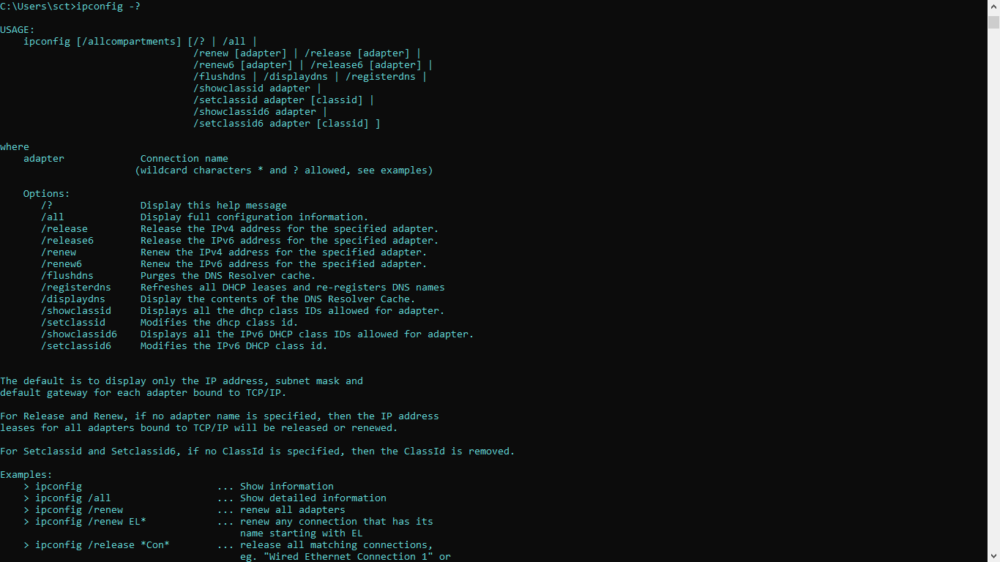 C:\Users\sct>ipconfig -?

USAGE:
    ipconfig [/allcompartments] [/? | /all |
                                 /renew [adapter] | /release [adapter] |
                                 /renew6 [adapter] | /release6 [adapter] |
                                 /flushdns | /displaydns | /registerdns |
                                 /showclassid adapter |
                                 /setclassid adapter [classid] |
                                 /showclassid6 adapter |
                                 /setclassid6 adapter [classid] ]

where
    adapter             Connection name
                       (wildcard characters * and ? allowed, see examples)

    Options:
       /?               Display this help message
       /all             Display full configuration information.
       /release         Release the IPv4 address for the specified adapter.
       /release6        Release the IPv6 address for the specified adapter.
       /renew           Renew the IPv4 address for the specified adapter.
       /renew6          Renew the IPv6 address for the specified adapter.
       /flushdns        Purges the DNS Resolver cache.
       /registerdns     Refreshes all DHCP leases and re-registers DNS names
       /displaydns      Display the contents of the DNS Resolver Cache.
       /showclassid     Displays all the dhcp class IDs allowed for adapter.
       /setclassid      Modifies the dhcp class id.
       /showclassid6    Displays all the IPv6 DHCP class IDs allowed for adapter.
       /setclassid6     Modifies the IPv6 DHCP class id.


The default is to display only the IP address, subnet mask and
default gateway for each adapter bound to TCP/IP.

For Release and Renew, if no adapter name is specified, then the IP address
leases for all adapters bound to TCP/IP will be released or renewed.

For Setclassid and Setclassid6, if no ClassId is specified, then the ClassId is removed.

Examples:
    > ipconfig                       ... Show information
    > ipconfig /all                  ... Show detailed information
    > ipconfig /renew                ... renew all adapters
    > ipconfig /renew EL*            ... renew any connection that has its
                                         name starting with EL
    > ipconfig /release *Con*        ... release all matching connections,
                                         eg. "Wired Ethernet Connection 1" or